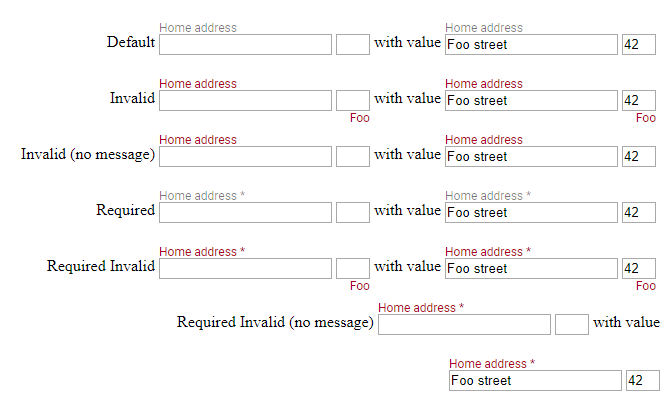 Home address Home address
Default with value Foo street 42
Home address Home address
Invalid with value Foo street 42
Foo Foo
Home address Home address
Invalid (no message) with value Foo street 42
Home address * Home address *
Required with value Foo street 42
Home address * Home address *
Required Invalid with value Foo street 42
Foo Foo
Home address *
Required Invalid (no message) with value
Home address *
Foo street 42